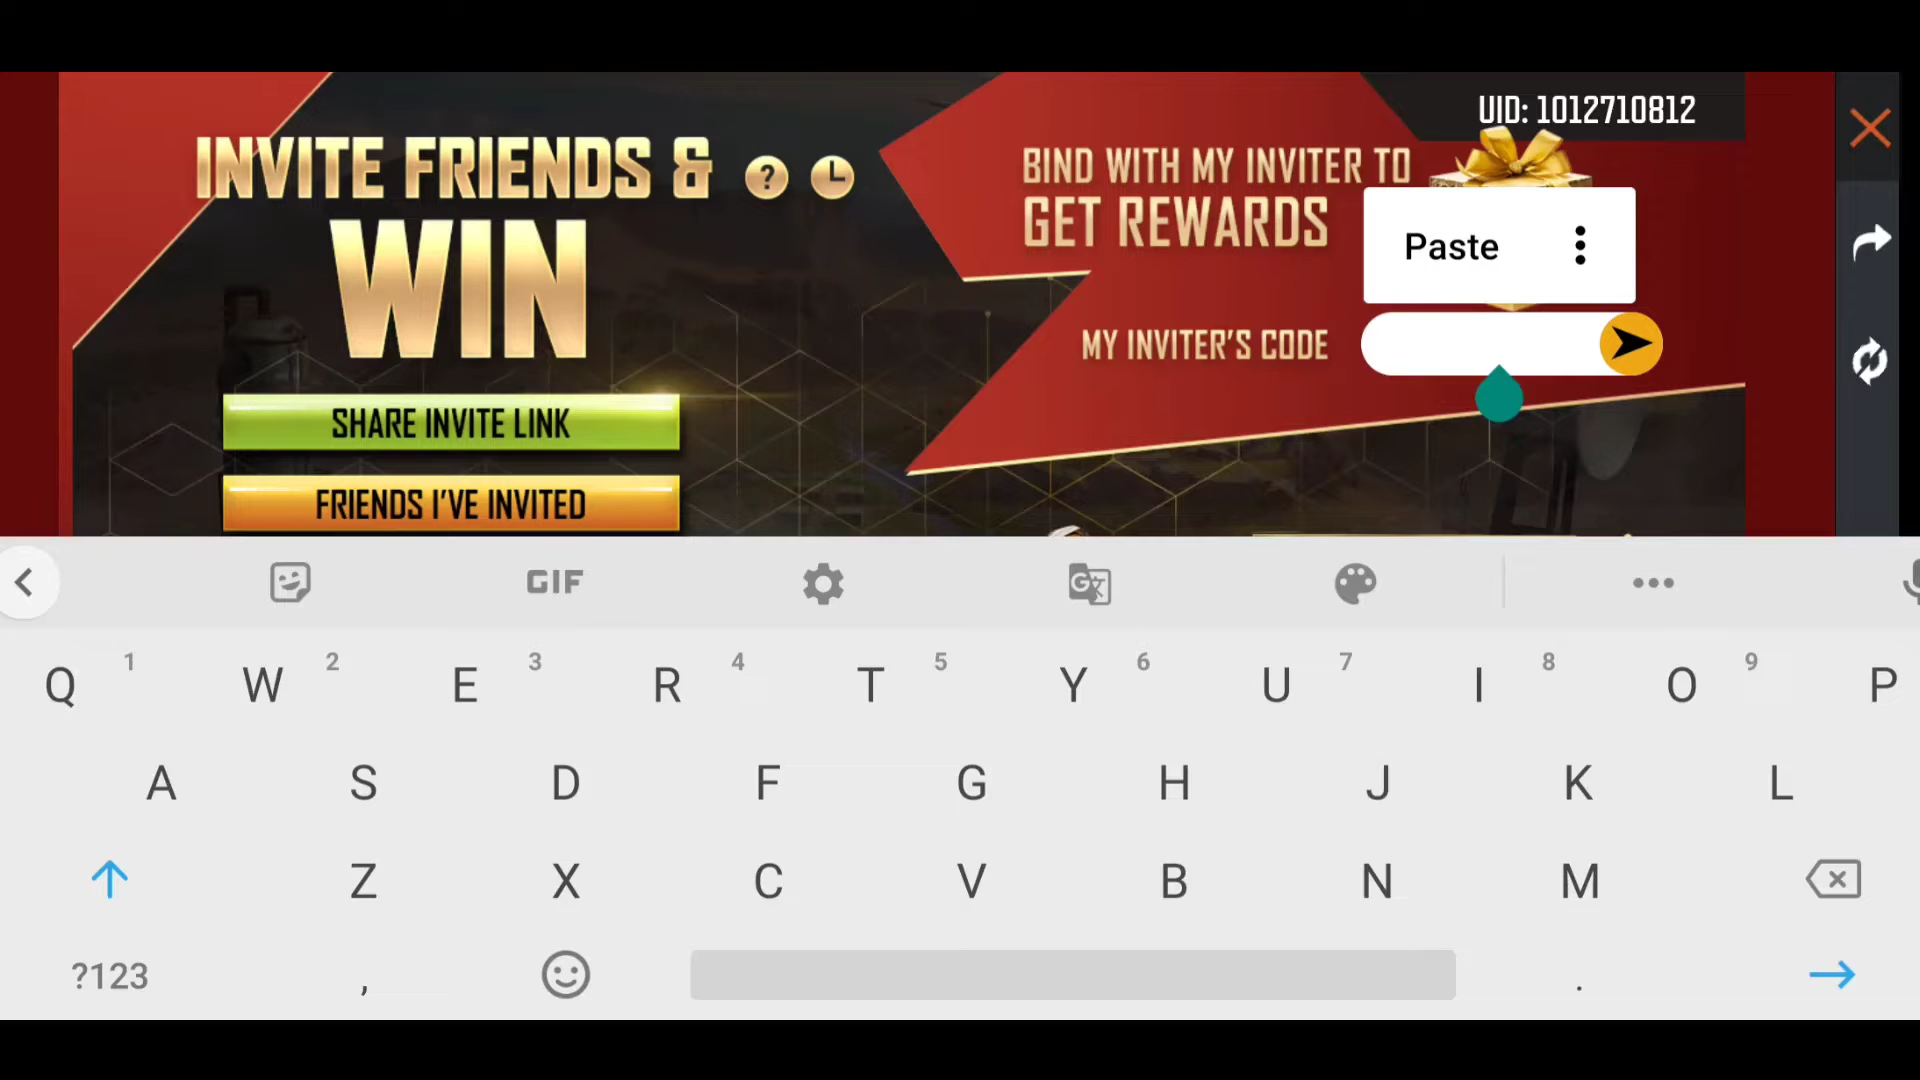 UID: 1012710812
INVITE FRIENDS &
WIN
?
BIND WITH MY INVITER TO
GET REWARDS
Paste
MY INVITER'S CODE
SHARE INVITE LINK
FRIENDS I'VE INVITED
GIF
G
Q 1 W 2 E 3 R 4 T 5 Y 6 U 7 I 8 O 9 P
A S D F G H J K L
Z X C V B N M
?123 , .